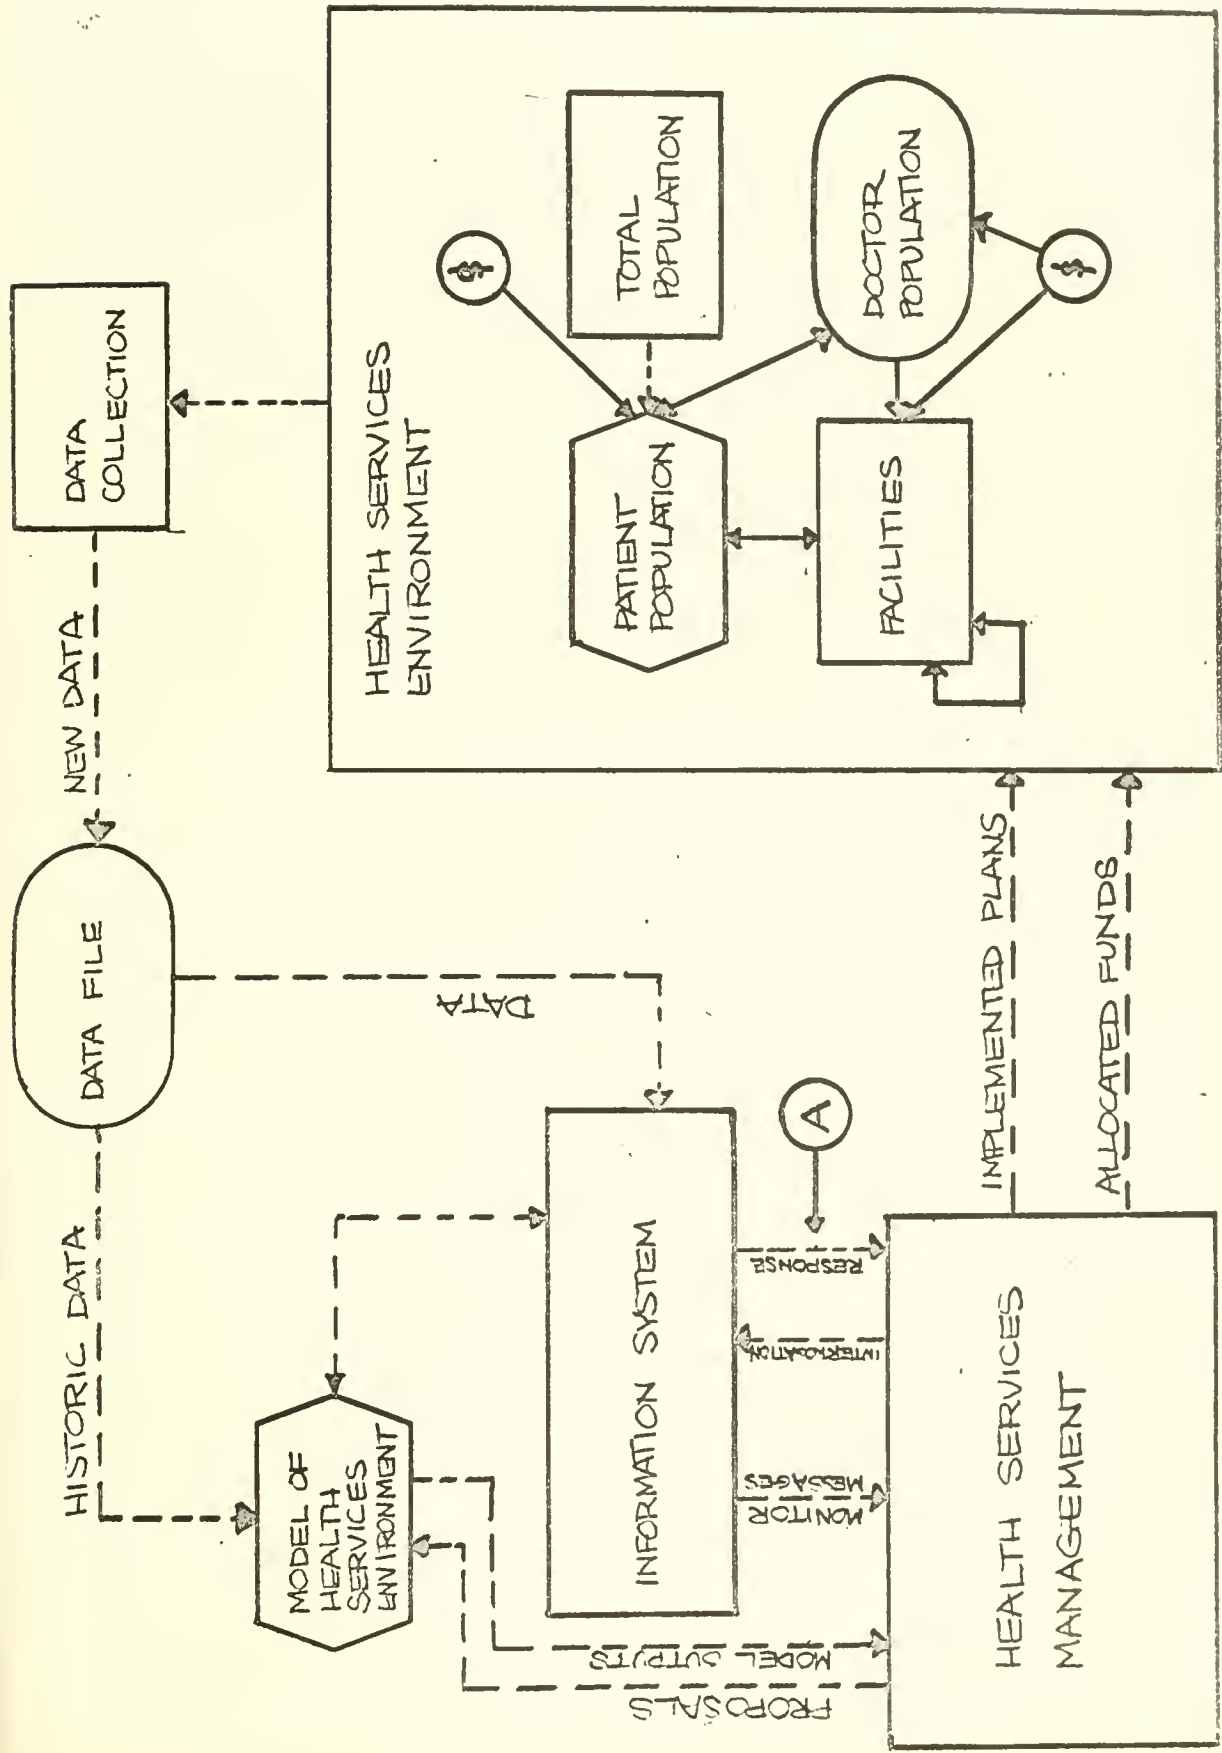 HISTORIC DATA
DATA FILE
NEW DATA
DATA
COLLECTION
MODEL OF
HEALTH
SERVICES
ENVIRONMENT
DATA
HEALTH SERVICES
ENVIRONMENT
$
TOTAL
POPULATION
PATIENT
POPULATION
DOCTOR
POPULATION
FACILITIES
$
INFORMATION SYSTEM
PROPOSALS
MODEL OUTPUTS
MONITOR
MESSAGES
INTERROGATION
RESPONSE
A
IMPLEMENTED PLANS
ALLOCATED FUNDS
HEALTH SERVICES
MANAGEMENT